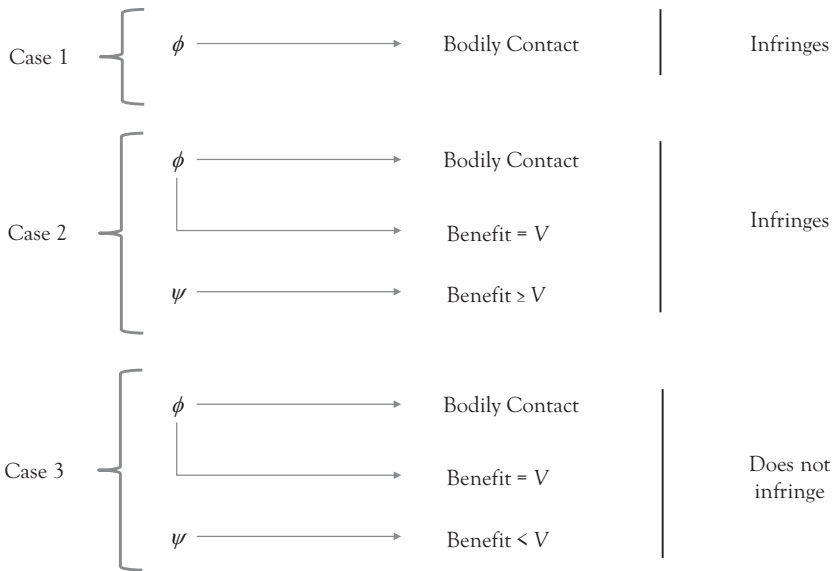 Case 1
ϕ
Bodily Contact
Infringes
Case 2
ϕ
Bodily Contact
Benefit = V
ψ
Benefit ≥ V
Infringes
Case 3
ϕ
Bodily Contact
Benefit = V
ψ
Benefit < V
Does not
infringe